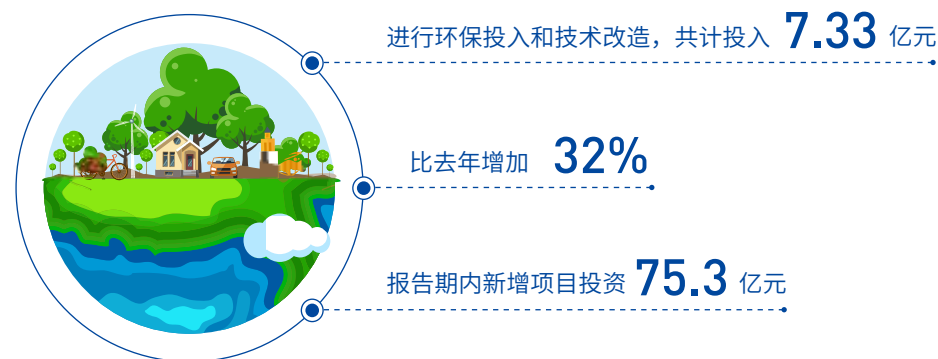 进行环保投入和技术改造，共计投入 7.33 亿元
比去年增加 32%
报告期内新增项目投资 75.3 亿元